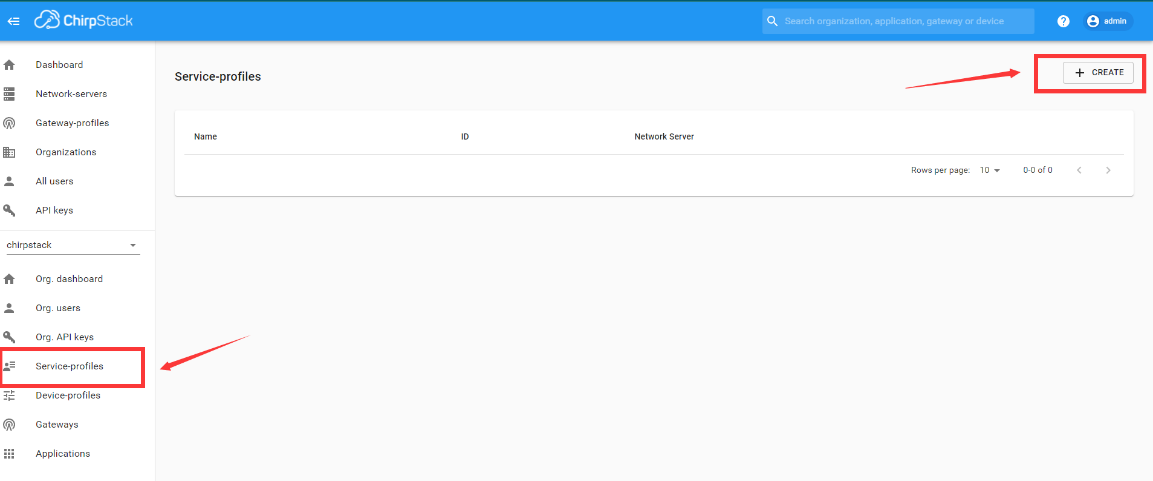 ChirpStack
Search organization, application, gateway or device
? admin
Dashboard
Network-servers
Gateway-profiles
Organizations
All users
API keys
chirpstack
Org. dashboard
Org. users
Org. API keys
Service-profiles
Device-profiles
Gateways
Applications
Service-profiles
+ CREATE
Name ID Network Server
Rows per page: 10 0-0 of 0